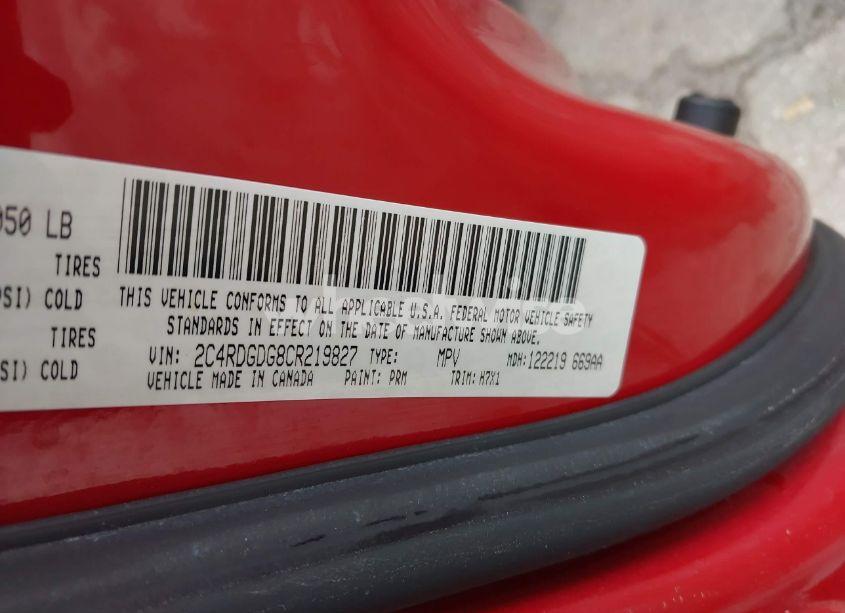 050 LB
TIRES
PSI) COLD
TIRES
SI) COLD
THIS VEHICLE CONFORMS TO ALL APPLICABLE U.S.A. FEDERAL MOTOR VEHICLE SAFETY
STANDARDS IN EFFECT ON THE DATE OF MANUFACTURE SHOWN ABOVE.
VIN: 2C4RDGDG8CR219827 TYPE: MPV MDH:122219 669AA
VEHICLE MADE IN CANADA PAINT: PRM TRIM: H7X1